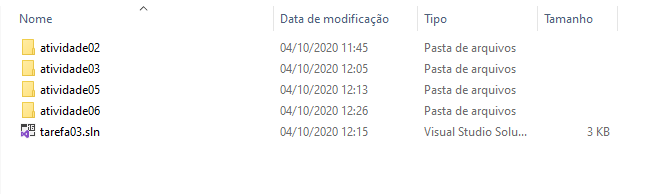 Nome Data de modificação Tipo Tamanho
atividade02 04/10/2020 11:45 Pasta de arquivos
atividade03 04/10/2020 12:05 Pasta de arquivos
atividade05 04/10/2020 12:13 Pasta de arquivos
atividade06 04/10/2020 12:26 Pasta de arquivos
tarefa03.sln 04/10/2020 12:15 Visual Studio Solu... 3 KB